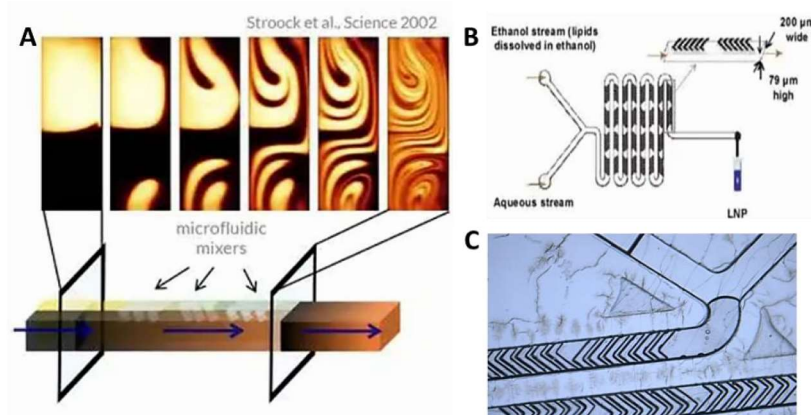 A
Stroock et al., Science 2002
microfluidic
mixers
B
Ethanol stream (lipids
dissolved in ethanol)
200 µm
wide
79 µm
high
Aqueous stream
LNP
C